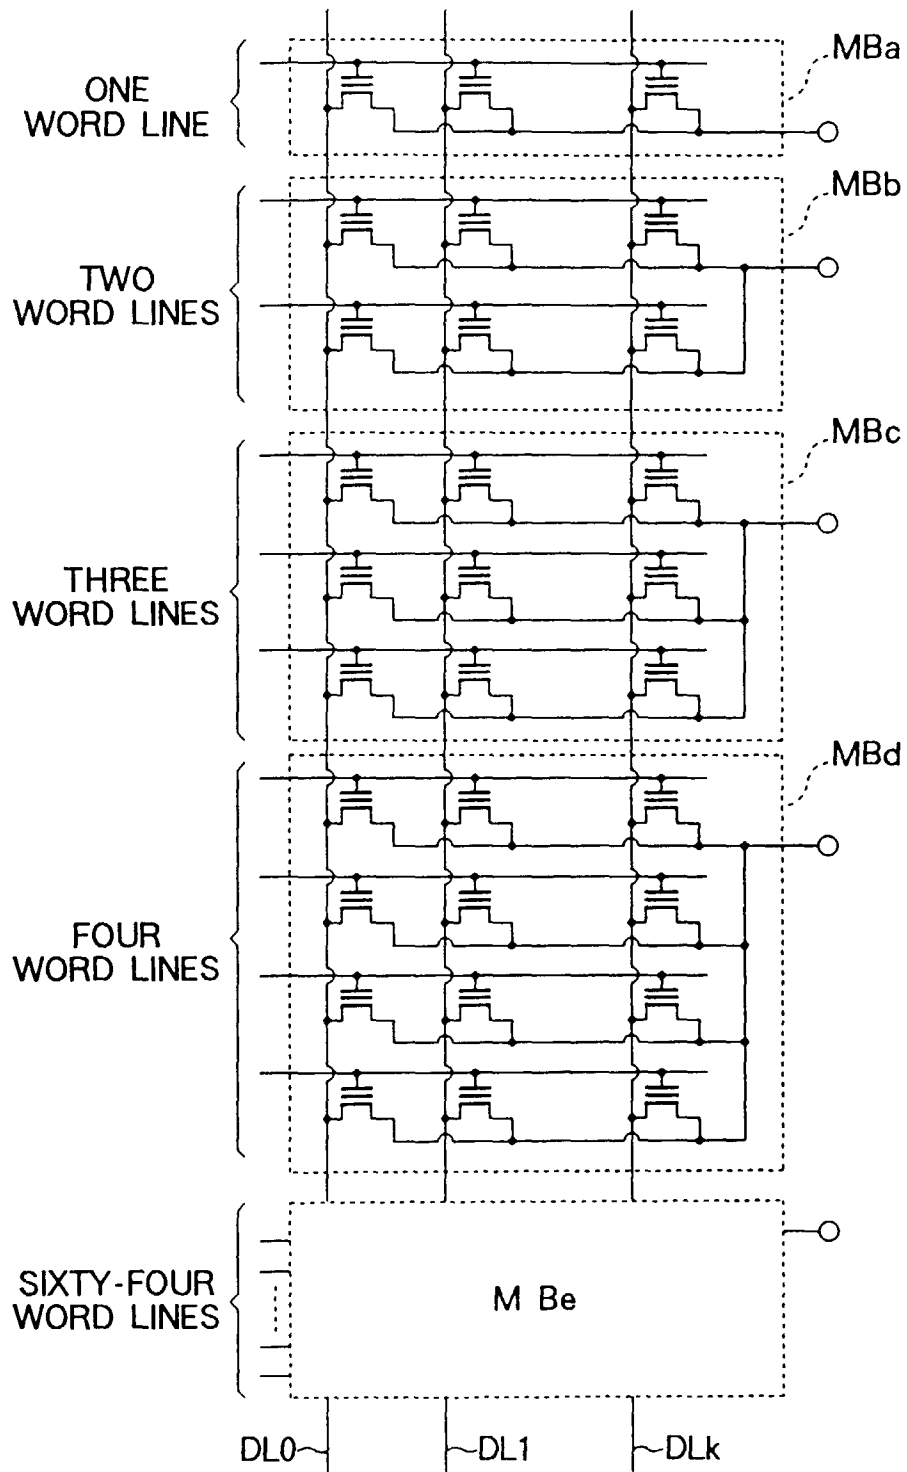 ONE
WORD LINE
MBa
TWO
WORD LINES
MBb
THREE
WORD LINES
MBc
FOUR
WORD LINES
MBd
SIXTY-FOUR
WORD LINES
M Be
DL0
DL1
DLk